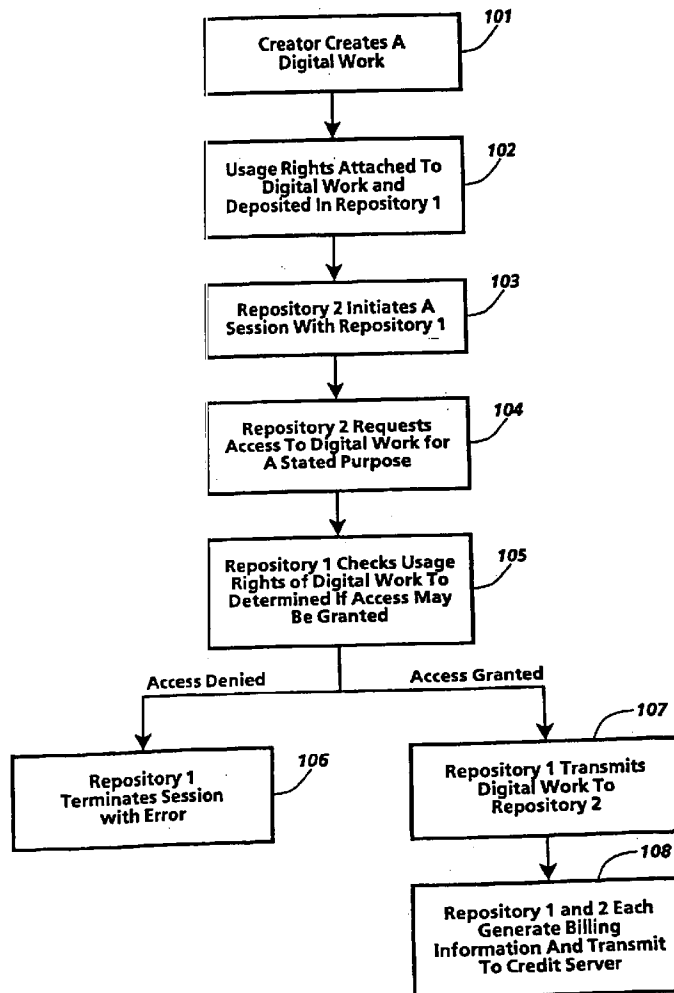 101
Creator Creates A
Digital Work
102
Usage Rights Attached To
Digital Work and
Deposited In Repository 1
103
Repository 2 Initiates A
Session With Repository 1
104
Repository 2 Requests
Access To Digital Work for
A Stated Purpose
105
Repository 1 Checks Usage
Rights of Digital Work To
Determined If Access May
Be Granted
Access Denied
Access Granted
106
Repository 1
Terminates Session
with Error
107
Repository 1 Transmits
Digital Work To
Repository 2
108
Repository 1 and 2 Each
Generate Billing
Information And Transmit
To Credit Server